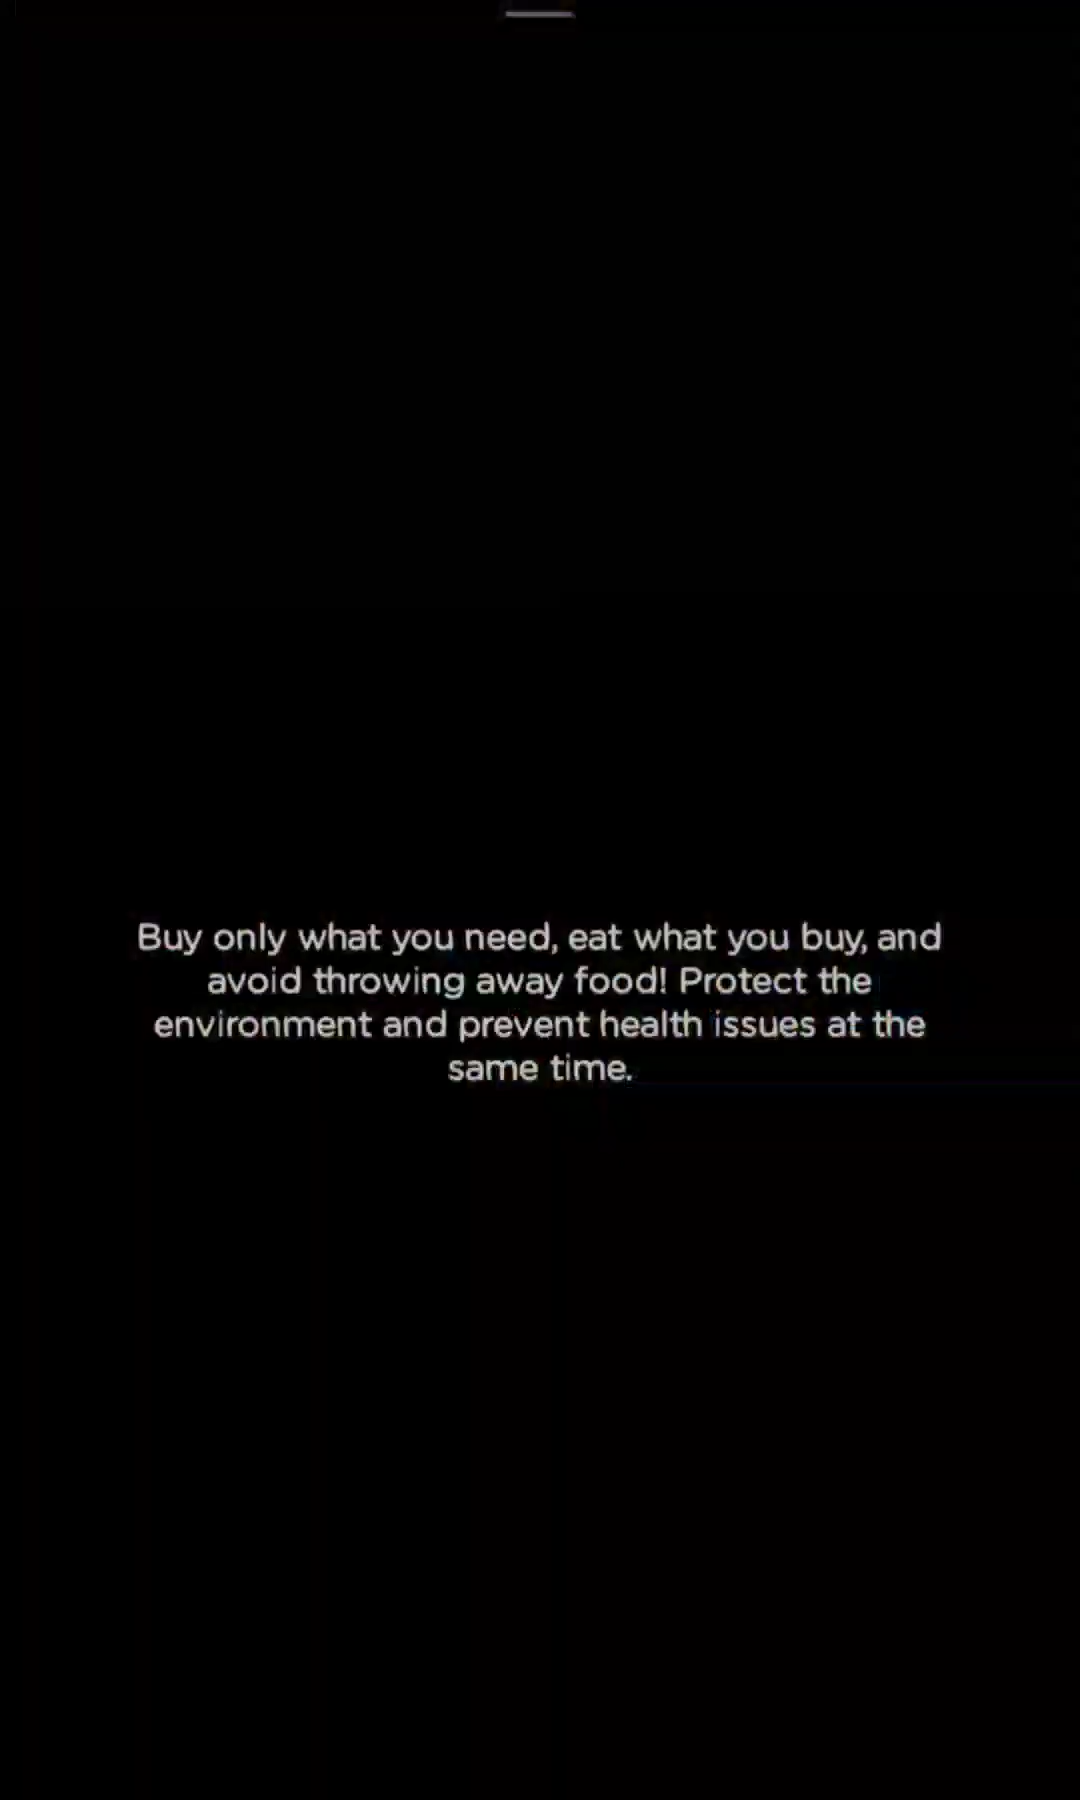 Buy only what you need, eat what you buy, and
avoid throwing away food! Protect the
environment and prevent health issues at the
same time.